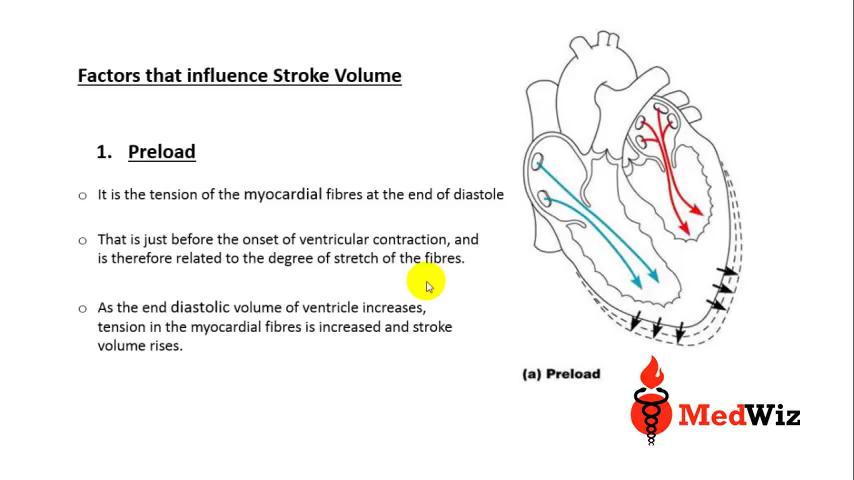 Factors that influence Stroke Volume
1. Preload
o It is the tension of the myocardial fibres at the end of diastole
o That is just before the onset of ventricular contraction, and
is therefore related to the degree of stretch of the fibres.
o As the end diastolic volume of ventricle increases,
tension in the myocardial fibres is increased and stroke
volume rises.
(a) Preload
MedWiz